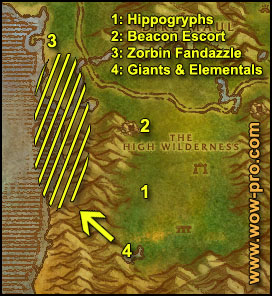 1: Hippogryphs
2: Beacon Escort
3: Zorbin Fandazzle
4: Giants & Elementals
3
2
THE
HIGH WILDERNESS
1
4
www.wow-pro.com